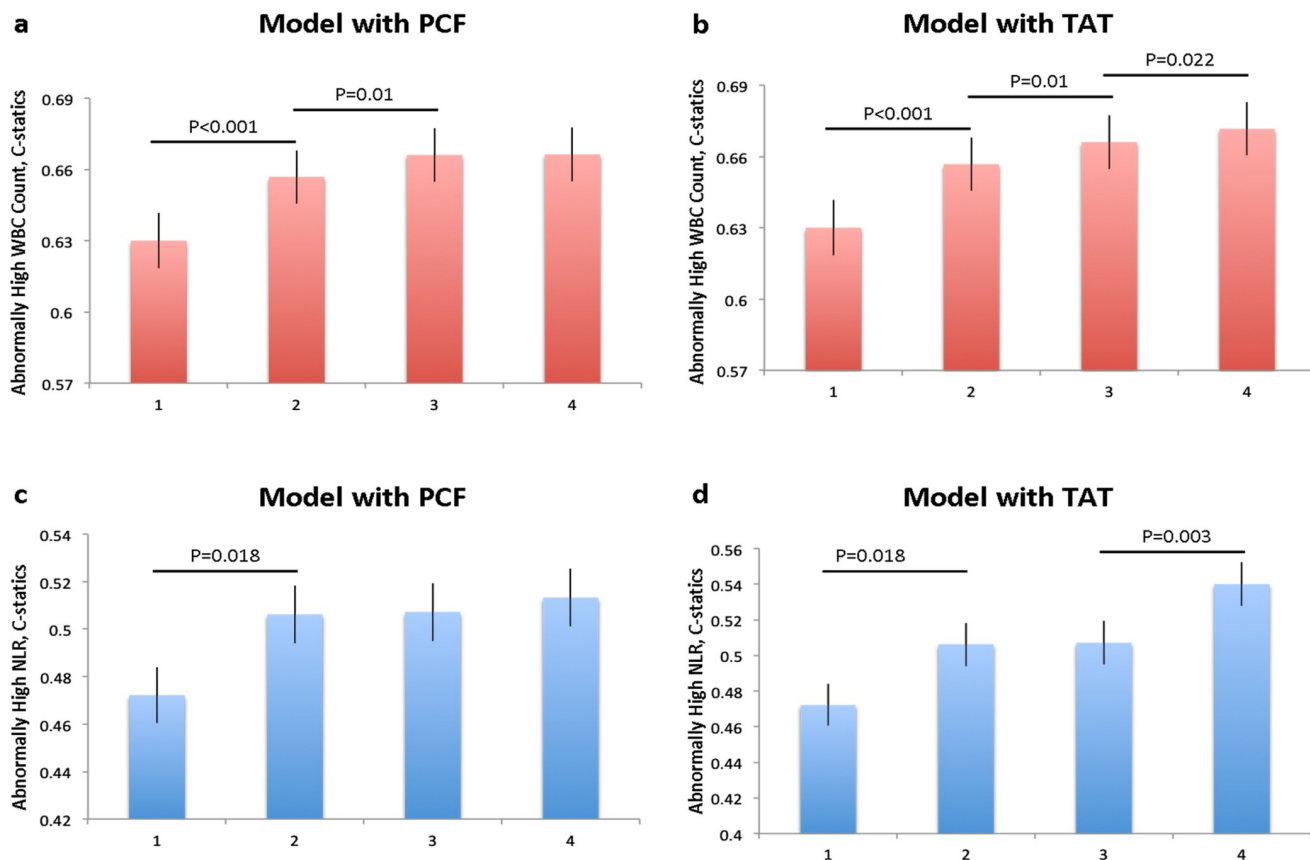 a
Model with PCF
Abnormally High WBC Count, C-statics
0.69
0.66
0.63
0.6
0.57
P<0.001
P=0.01
1 2 3 4
b
Model with TAT
Abnormally High WBC Count, C-statics
0.69
0.66
0.63
0.6
0.57
P<0.001
P=0.01
P=0.022
1 2 3 4
c
Model with PCF
Abnormally High NLR, C-statics
0.54
0.52
0.5
0.48
0.46
0.44
0.42
P=0.018
1 2 3 4
d
Model with TAT
Abnormally High NLR, C-statics
0.56
0.54
0.52
0.5
0.48
0.46
0.44
0.42
0.4
P=0.018
P=0.003
1 2 3 4